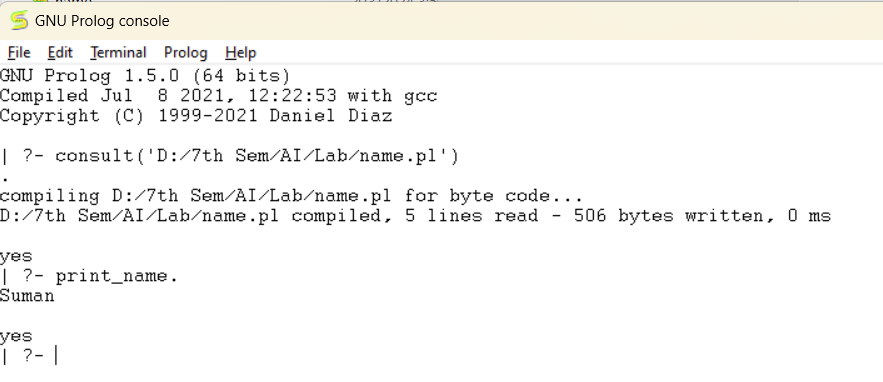 GNU Prolog console
File Edit Terminal Prolog Help
GNU Prolog 1.5.0 (64 bits)
Compiled Jul  8 2021, 12:22:53 with gcc
Copyright (C) 1999-2021 Daniel Diaz
| ?- consult('D:/7th Sem/AI/Lab/name.pl')
.
compiling D:/7th Sem/AI/Lab/name.pl for byte code...
D:/7th Sem/AI/Lab/name.pl compiled, 5 lines read - 506 bytes written, 0 ms
yes
| ?- print_name.
Suman
yes
| ?-